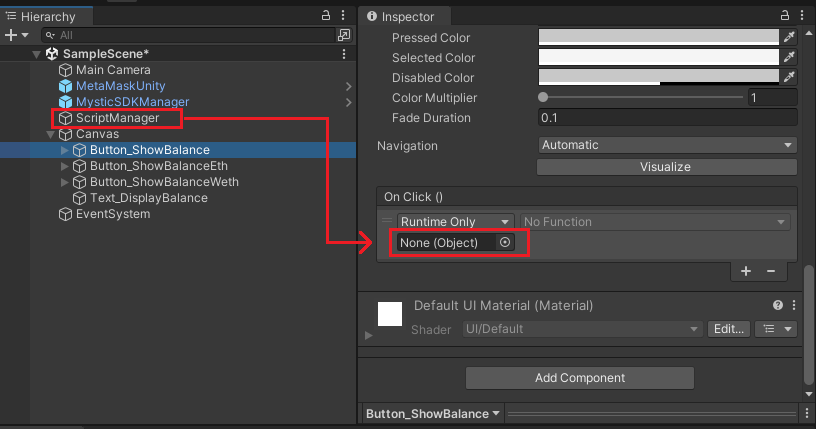 Hierarchy
All
SampleScene*
Main Camera
MetaMaskUnity
MysticSDKManager
ScriptManager
Canvas
Button_ShowBalance
Button_ShowBalanceEth
Button_ShowBalanceWeth
Text_DisplayBalance
EventSystem
Inspector
Pressed Color
Selected Color
Disabled Color
Color Multiplier 1
Fade Duration 0.1
Navigation Automatic
Visualize
On Click ()
Runtime Only No Function
None (Object)
Default UI Material (Material)
Shader UI/Default Edit...
Add Component
Button_ShowBalance